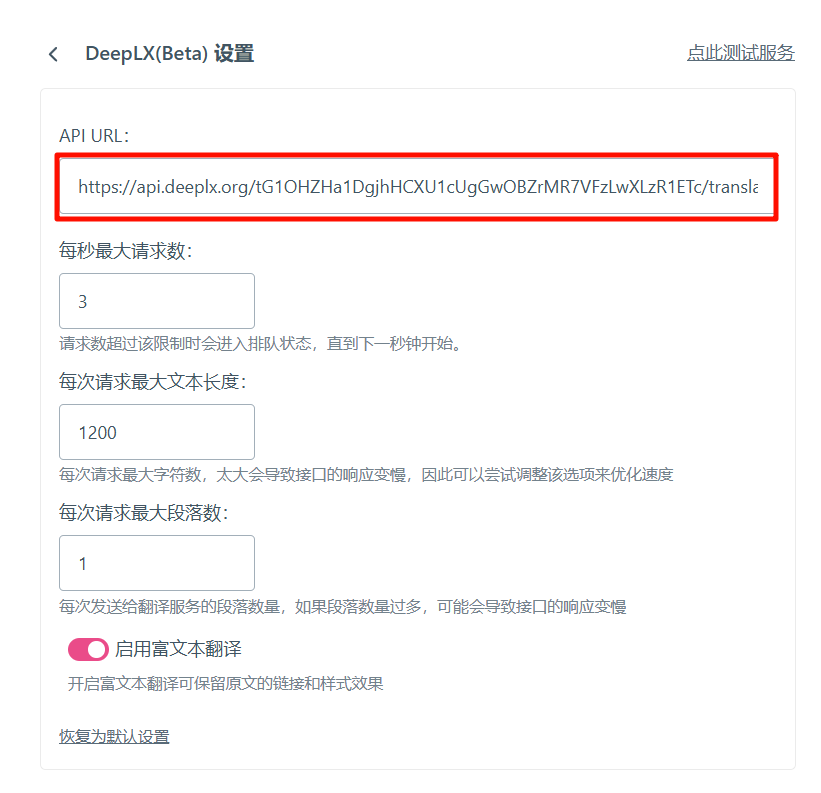 DeepLX(Beta) 设置
点此测试服务
API URL:
https://api.deeplx.org/tG1OHZHa1DgjhHCXU1cUgGwOBZrMR7VFzLwXLzR1ETc/transla
每秒最大请求数:
3
请求数超过该限制时会进入排队状态，直到下一秒钟开始。
每次请求最大文本长度:
1200
每次请求最大字符数，太大会导致接口的响应变慢，因此可以尝试调整该选项来优化速度
每次请求最大段落数:
1
每次发送给翻译服务的段落数量，如果段落数量过多，可能会导致接口的响应变慢
启用富文本翻译
开启富文本翻译可保留原文的链接和样式效果
恢复为默认设置